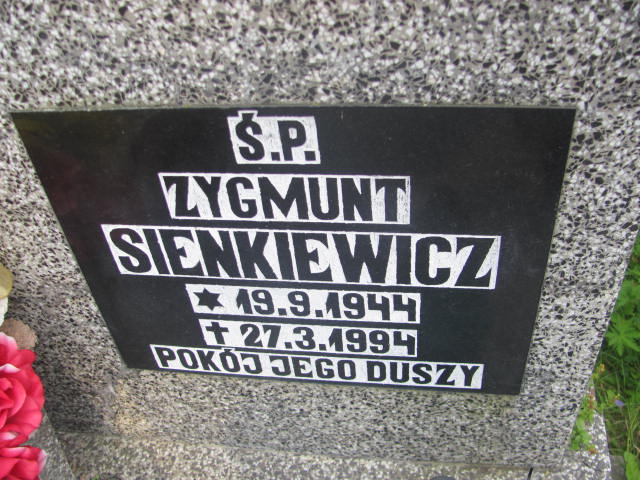 Ś.P.
ZYGMUNT
SIENKIEWICZ
✶ 19.9.1944
✝ 27.3.1994
POKÓJ JEGO DUSZY